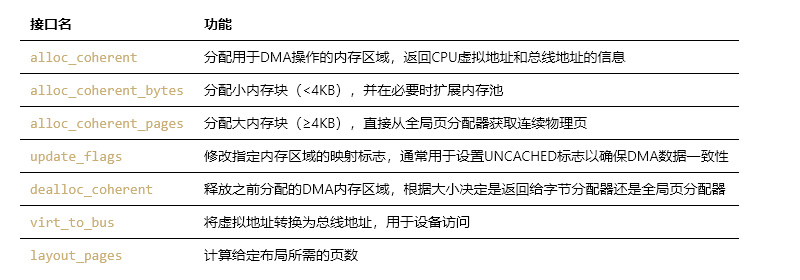 接口名 功能
alloc_coherent 分配用于DMA操作的内存区域，返回CPU虚拟地址和总线地址的信息
alloc_coherent_bytes 分配小内存块（<4KB），并在必要时扩展内存池
alloc_coherent_pages 分配大内存块（≥4KB），直接从全局页分配器获取连续物理页
update_flags 修改指定内存区域的映射标志，通常用于设置UNCACHED标志以确保DMA数据一致性
dealloc_coherent 释放之前分配的DMA内存区域，根据大小决定是返回给字节分配器还是全局页分配器
virt_to_bus 将虚拟地址转换为总线地址，用于设备访问
layout_pages 计算给定布局所需的页数